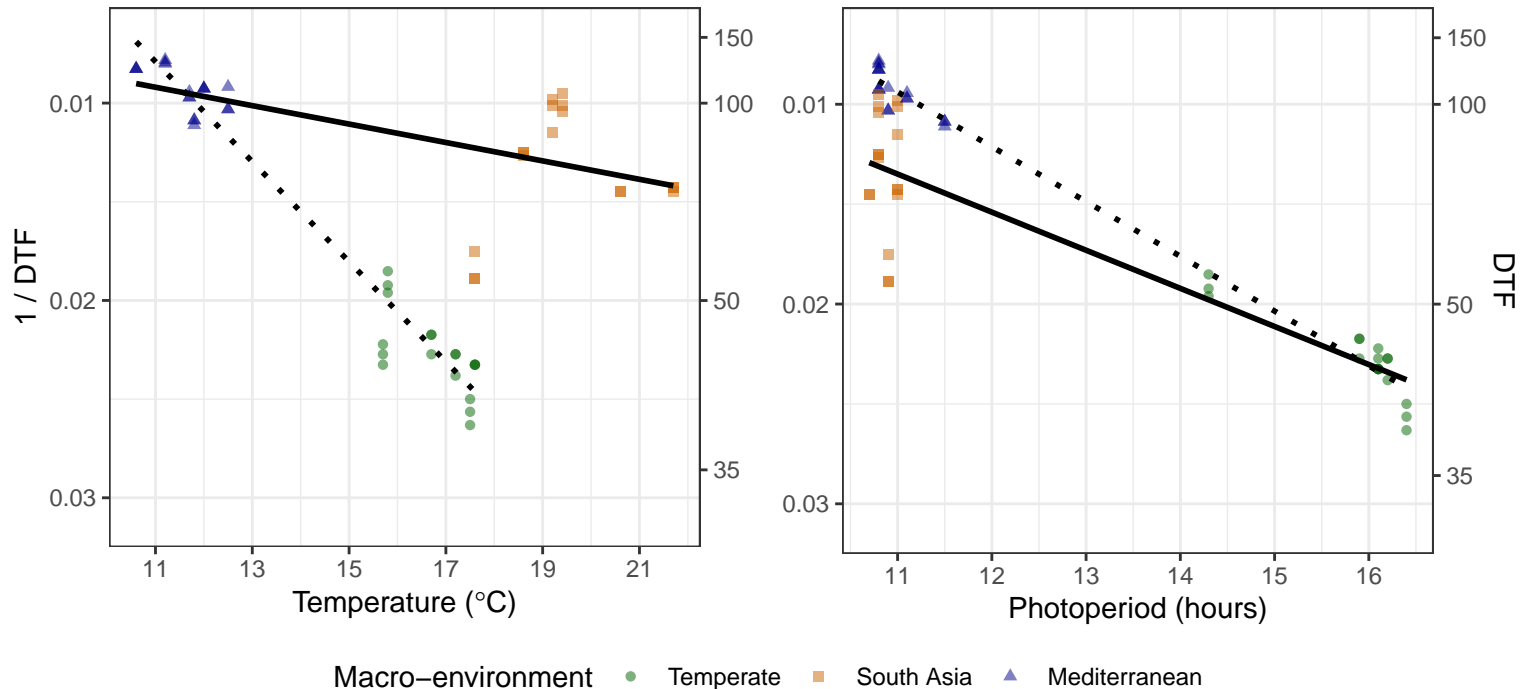 1 / DTF
0.01
0.02
0.03
150
100
50
35
11 13 15 17 19 21
Temperature (°C)
0.01
0.02
0.03
150
100
50
35
DTF
11 12 13 14 15 16
Photoperiod (hours)
Macro−environment Temperate South Asia Mediterranean